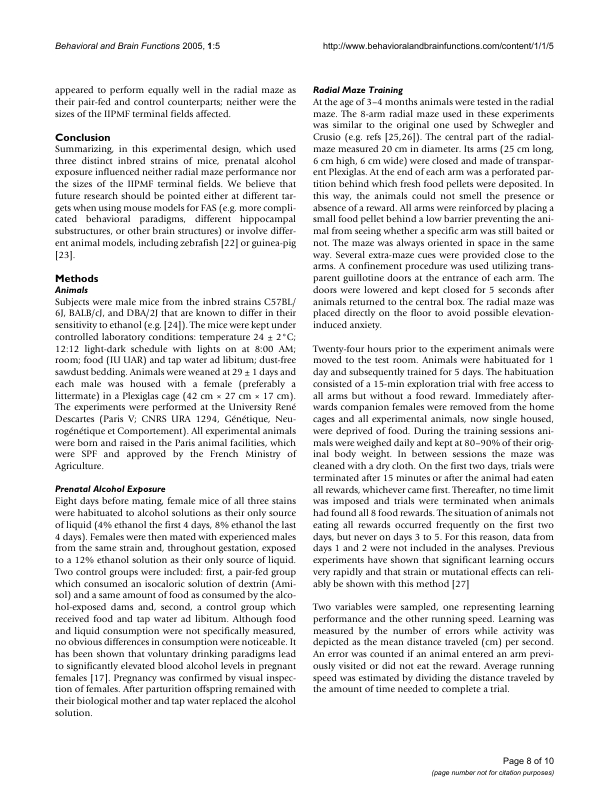 Behavioral and Brain Functions 2005, 1:5
http://www.behavioralandbrainfunctions.com/content/1/1/5
appeared to perform equally well in the radial maze as
their pair-fed and control counterparts; neither were the
sizes of the IIPMF terminal fields affected.
Conclusion
Summarizing, in this experimental design, which used
three distinct inbred strains of mice, prenatal alcohol
exposure influenced neither radial maze performance nor
the sizes of the IIPMF terminal fields. We believe that
future research should be pointed either at different tar-
gets when using mouse models for FAS (e.g. more compli-
cated behavioral paradigms, different hippocampal
substructures, or other brain structures) or involve differ-
ent animal models, including zebrafish [22] or guinea-pig
[23].
Methods
Animals
Subjects were male mice from the inbred strains C57BL/
6J, BALB/cJ, and DBA/2J that are known to differ in their
sensitivity to ethanol (e.g. [24]). The mice were kept under
controlled laboratory conditions: temperature 24 ± 2°C;
12:12 light-dark schedule with lights on at 8:00 AM;
room; food (IU UAR) and tap water ad libitum; dust-free
sawdust bedding. Animals were weaned at 29 ± 1 days and
each male was housed with a female (preferably a
littermate) in a Plexiglas cage (42 cm × 27 cm × 17 cm).
The experiments were performed at the University René
Descartes (Paris V; CNRS URA 1294, Génétique, Neu-
rogénétique et Comportement). All experimental animals
were born and raised in the Paris animal facilities, which
were SPF and approved by the French Ministry of
Agriculture.
Prenatal Alcohol Exposure
Eight days before mating, female mice of all three stains
were habituated to alcohol solutions as their only source
of liquid (4% ethanol the first 4 days, 8% ethanol the last
4 days). Females were then mated with experienced males
from the same strain and, throughout gestation, exposed
to a 12% ethanol solution as their only source of liquid.
Two control groups were included: first, a pair-fed group
which consumed an isocaloric solution of dextrin (Ami-
sol) and a same amount of food as consumed by the alco-
hol-exposed dams and, second, a control group which
received food and tap water ad libitum. Although food
and liquid consumption were not specifically measured,
no obvious differences in consumption were noticeable. It
has been shown that voluntary drinking paradigms lead
to significantly elevated blood alcohol levels in pregnant
females [17]. Pregnancy was confirmed by visual inspec-
tion of females. After parturition offspring remained with
their biological mother and tap water replaced the alcohol
solution.
Radial Maze Training
At the age of 3–4 months animals were tested in the radial
maze. The 8-arm radial maze used in these experiments
was similar to the original one used by Schwegler and
Crusio (e.g. refs [25,26]). The central part of the radial-
maze measured 20 cm in diameter. Its arms (25 cm long,
6 cm high, 6 cm wide) were closed and made of transpar-
ent Plexiglas. At the end of each arm was a perforated par-
tition behind which fresh food pellets were deposited. In
this way, the animals could not smell the presence or
absence of a reward. All arms were reinforced by placing a
small food pellet behind a low barrier preventing the ani-
mal from seeing whether a specific arm was still baited or
not. The maze was always oriented in space in the same
way. Several extra-maze cues were provided close to the
arms. A confinement procedure was used utilizing trans-
parent guillotine doors at the entrance of each arm. The
doors were lowered and kept closed for 5 seconds after
animals returned to the central box. The radial maze was
placed directly on the floor to avoid possible elevation-
induced anxiety.
Twenty-four hours prior to the experiment animals were
moved to the test room. Animals were habituated for 1
day and subsequently trained for 5 days. The habituation
consisted of a 15-min exploration trial with free access to
all arms but without a food reward. Immediately after-
wards companion females were removed from the home
cages and all experimental animals, now single housed,
were deprived of food. During the training sessions ani-
mals were weighed daily and kept at 80–90% of their orig-
inal body weight. In between sessions the maze was
cleaned with a dry cloth. On the first two days, trials were
terminated after 15 minutes or after the animal had eaten
all rewards, whichever came first. Thereafter, no time limit
was imposed and trials were terminated when animals
had found all 8 food rewards. The situation of animals not
eating all rewards occurred frequently on the first two
days, but never on days 3 to 5. For this reason, data from
days 1 and 2 were not included in the analyses. Previous
experiments have shown that significant learning occurs
very rapidly and that strain or mutational effects can reli-
ably be shown with this method [27]
Two variables were sampled, one representing learning
performance and the other running speed. Learning was
measured by the number of errors while activity was
depicted as the mean distance traveled (cm) per second.
An error was counted if an animal entered an arm previ-
ously visited or did not eat the reward. Average running
speed was estimated by dividing the distance traveled by
the amount of time needed to complete a trial.
Page 8 of 10
(page number not for citation purposes)